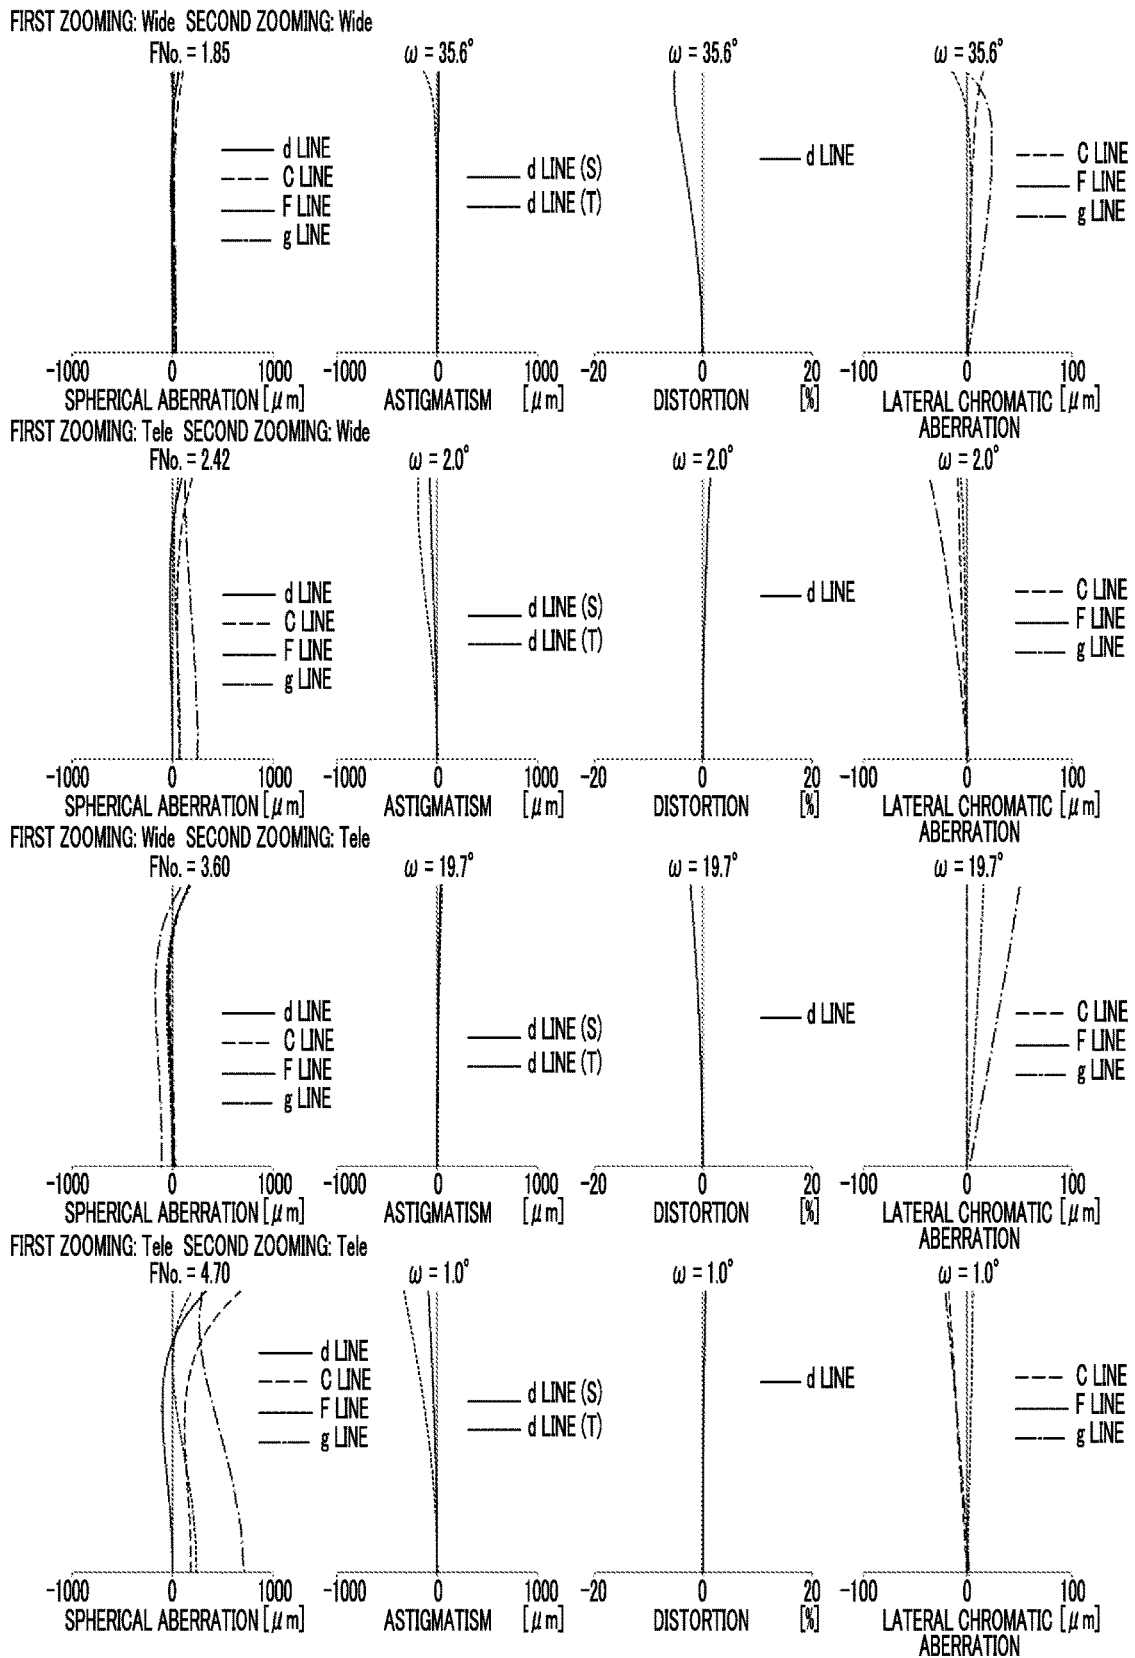 FIRST ZOOMING: Wide SECOND ZOOMING: Wide
FNo. = 1.85
ω = 35.6°
ω = 35.6°
ω = 35.6°
d LINE
C LINE
F LINE
g LINE
d LINE (S)
d LINE (T)
d LINE
C LINE
F LINE
g LINE
-1000 0 1000
-1000 0 1000
-20 0 20
-100 0 100
SPHERICAL ABERRATION [μm]
ASTIGMATISM [μm]
DISTORTION [%]
LATERAL CHROMATIC [μm]
ABERRATION
FIRST ZOOMING: Tele SECOND ZOOMING: Wide
FNo. = 2.42
ω = 2.0°
ω = 2.0°
ω = 2.0°
d LINE
C LINE
F LINE
g LINE
d LINE (S)
d LINE (T)
d LINE
C LINE
F LINE
g LINE
-1000 0 1000
-1000 0 1000
-20 0 20
-100 0 100
SPHERICAL ABERRATION [μm]
ASTIGMATISM [μm]
DISTORTION [%]
LATERAL CHROMATIC [μm]
ABERRATION
FIRST ZOOMING: Wide SECOND ZOOMING: Tele
FNo. = 3.60
ω = 19.7°
ω = 19.7°
ω = 19.7°
d LINE
C LINE
F LINE
g LINE
d LINE (S)
d LINE (T)
d LINE
C LINE
F LINE
g LINE
-1000 0 1000
-1000 0 1000
-20 0 20
-100 0 100
SPHERICAL ABERRATION [μm]
ASTIGMATISM [μm]
DISTORTION [%]
LATERAL CHROMATIC [μm]
ABERRATION
FIRST ZOOMING: Tele SECOND ZOOMING: Tele
FNo. = 4.70
ω = 1.0°
ω = 1.0°
ω = 1.0°
d LINE
C LINE
F LINE
g LINE
d LINE (S)
d LINE (T)
d LINE
C LINE
F LINE
g LINE
-1000 0 1000
-1000 0 1000
-20 0 20
-100 0 100
SPHERICAL ABERRATION [μm]
ASTIGMATISM [μm]
DISTORTION [%]
LATERAL CHROMATIC [μm]
ABERRATION